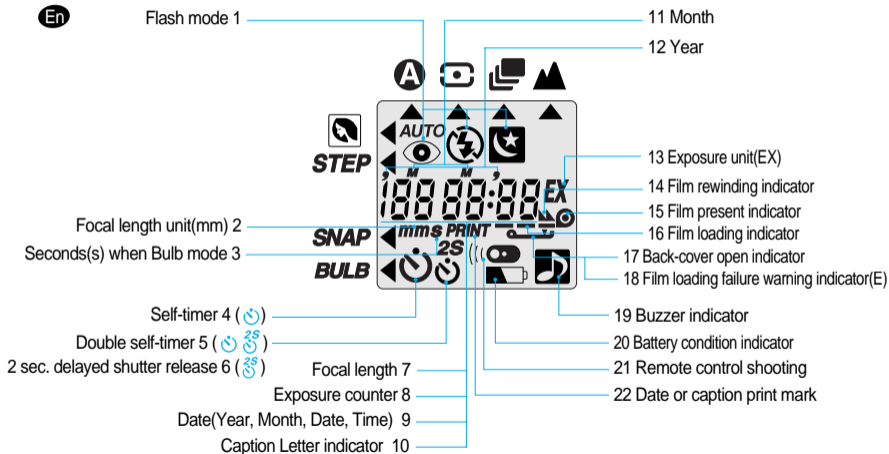 En
Flash mode 1
11 Month
12 Year
A
AUTO
STEP
M M
188 88:88 EX
13 Exposure unit(EX)
14 Film rewinding indicator
15 Film present indicator
16 Film loading indicator
Focal length unit(mm) 2
SNAP
mms PRINT
17 Back-cover open indicator
Seconds(s) when Bulb mode 3
2S
BULB
18 Film loading failure warning indicator(E)
Self-timer 4 ( )
19 Buzzer indicator
Double self-timer 5 ( 2S )
20 Battery condition indicator
2 sec. delayed shutter release 6 ( 2S )
Focal length 7
21 Remote control shooting
Exposure counter 8
22 Date or caption print mark
Date(Year, Month, Date, Time) 9
Caption Letter indicator 10